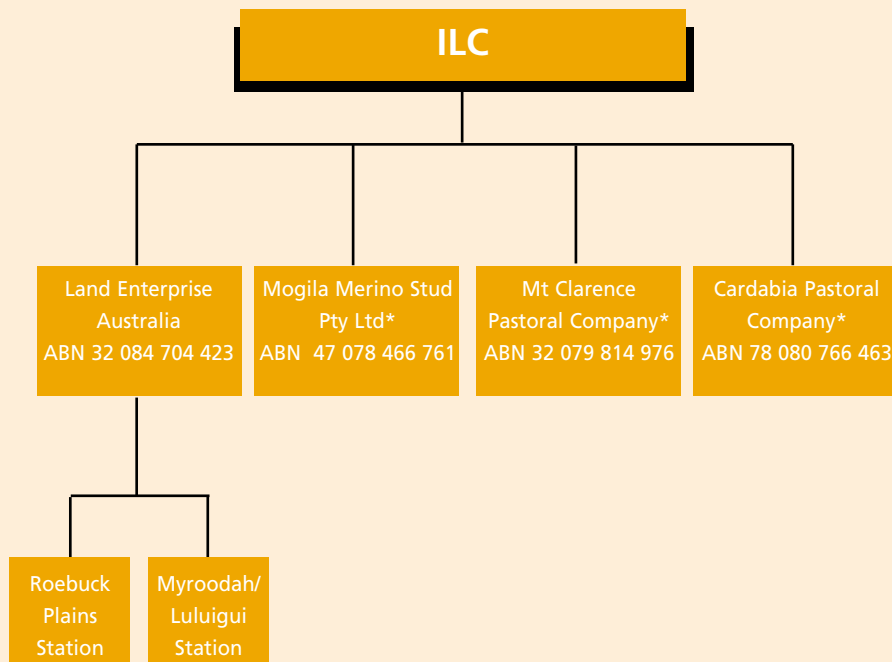 ILC
Land Enterprise
Australia
ABN 32 084 704 423
Mogila Merino Stud
Pty Ltd*
ABN 47 078 466 761
Mt Clarence
Pastoral Company*
ABN 32 079 814 976
Cardabia Pastoral
Company*
ABN 78 080 766 463
Roebuck
Plains
Station
Myroodah/
Luluigui
Station